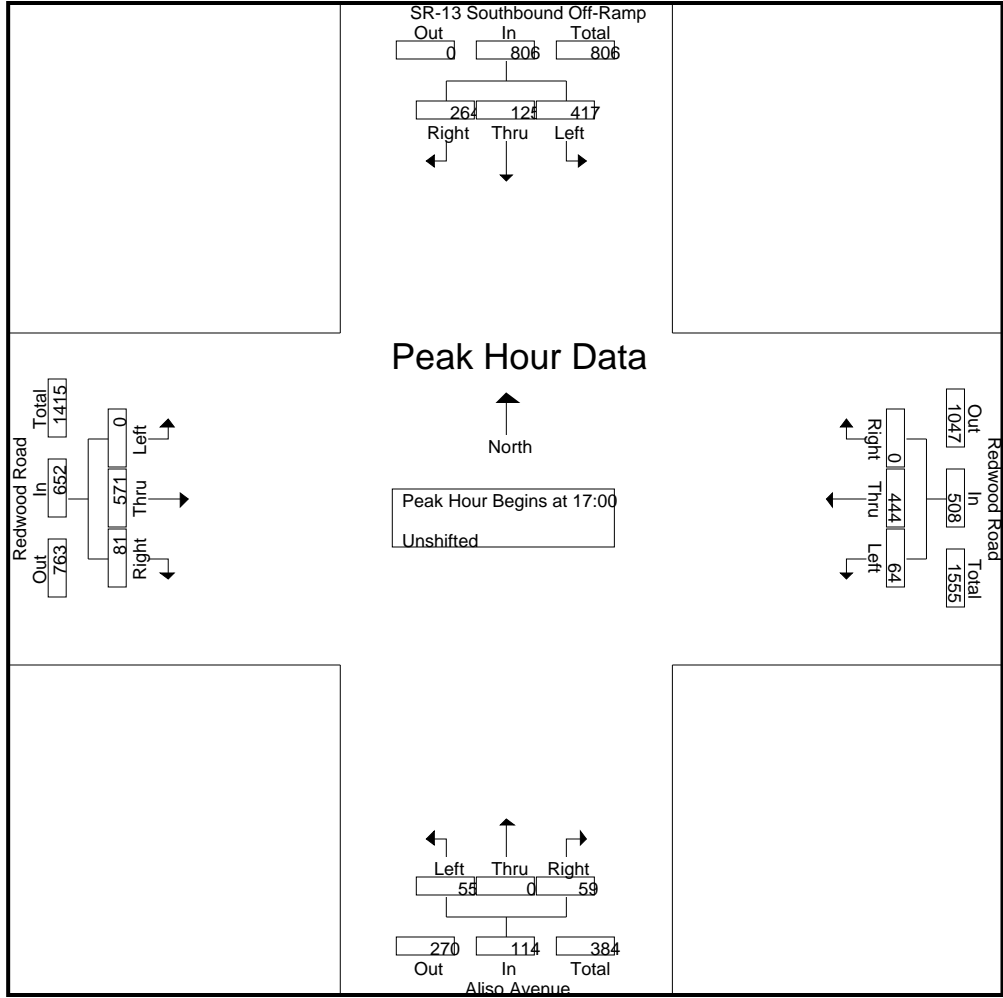 SR-13 Southbound Off-Ramp
Out In Total
0 806 806
264 125 417
Right Thru Left
Peak Hour Data
North
Peak Hour Begins at 17:00
Unshifted
Redwood Road
Out In Total
763 652 1415
Right Thru Left
81 571 0
Redwood Road
Out In Total
1047 508 1555
Right Thru Left
0 444 64
Left Thru Right
55 0 59
270 114 384
Out In Total
Aliso Avenue